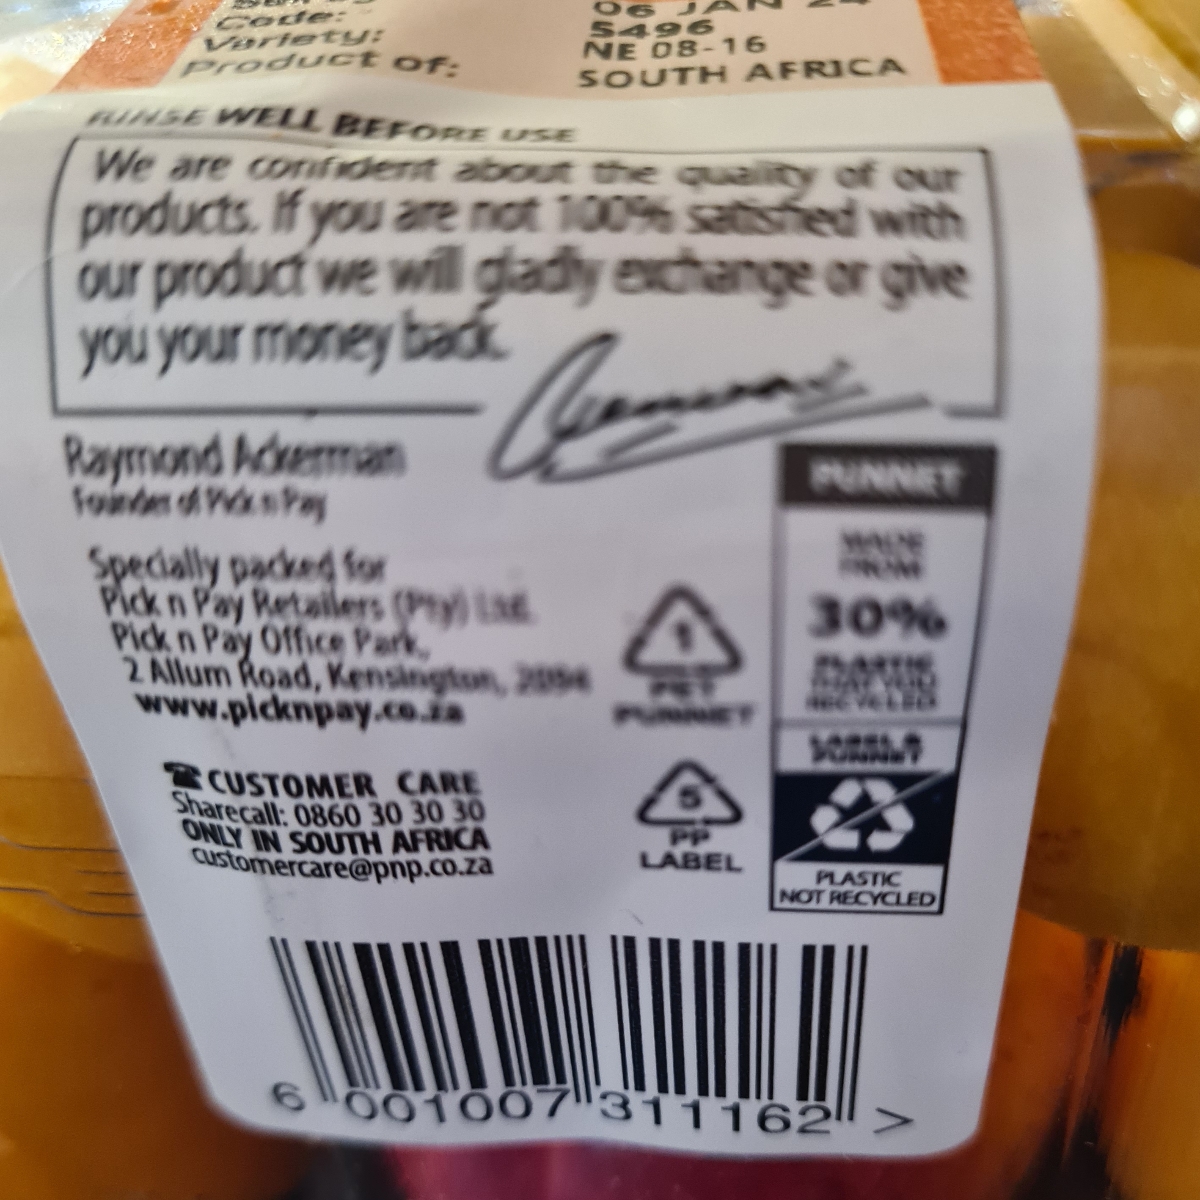 06 JAN 24
Code: 5496
Variety: NE 08-16
Product of: SOUTH AFRICA
RINSE WELL BEFORE USE
We are confident about the quality of our
products. If you are not 100% satisfied with
our product we will gladly exchange or give
you your money back.
Raymond Ackerman
Founder of Pick n Pay
Specially packed for
Pick n Pay Retailers (Pty) Ltd.
Pick n Pay Office Park,
2 Allum Road, Kensington, 2094
www.picknpay.co.za
CUSTOMER CARE
Sharecall: 0860 30 30 30
ONLY IN SOUTH AFRICA
customercare@pnp.co.za
1
PET
PUNNET
5
PP
LABEL
PUNNET
MADE
FROM
30%
PLASTIC
THAT YOU
RECYCLED
LABEL &
PUNNET
PLASTIC
NOT RECYCLED
6 001007 311162 >